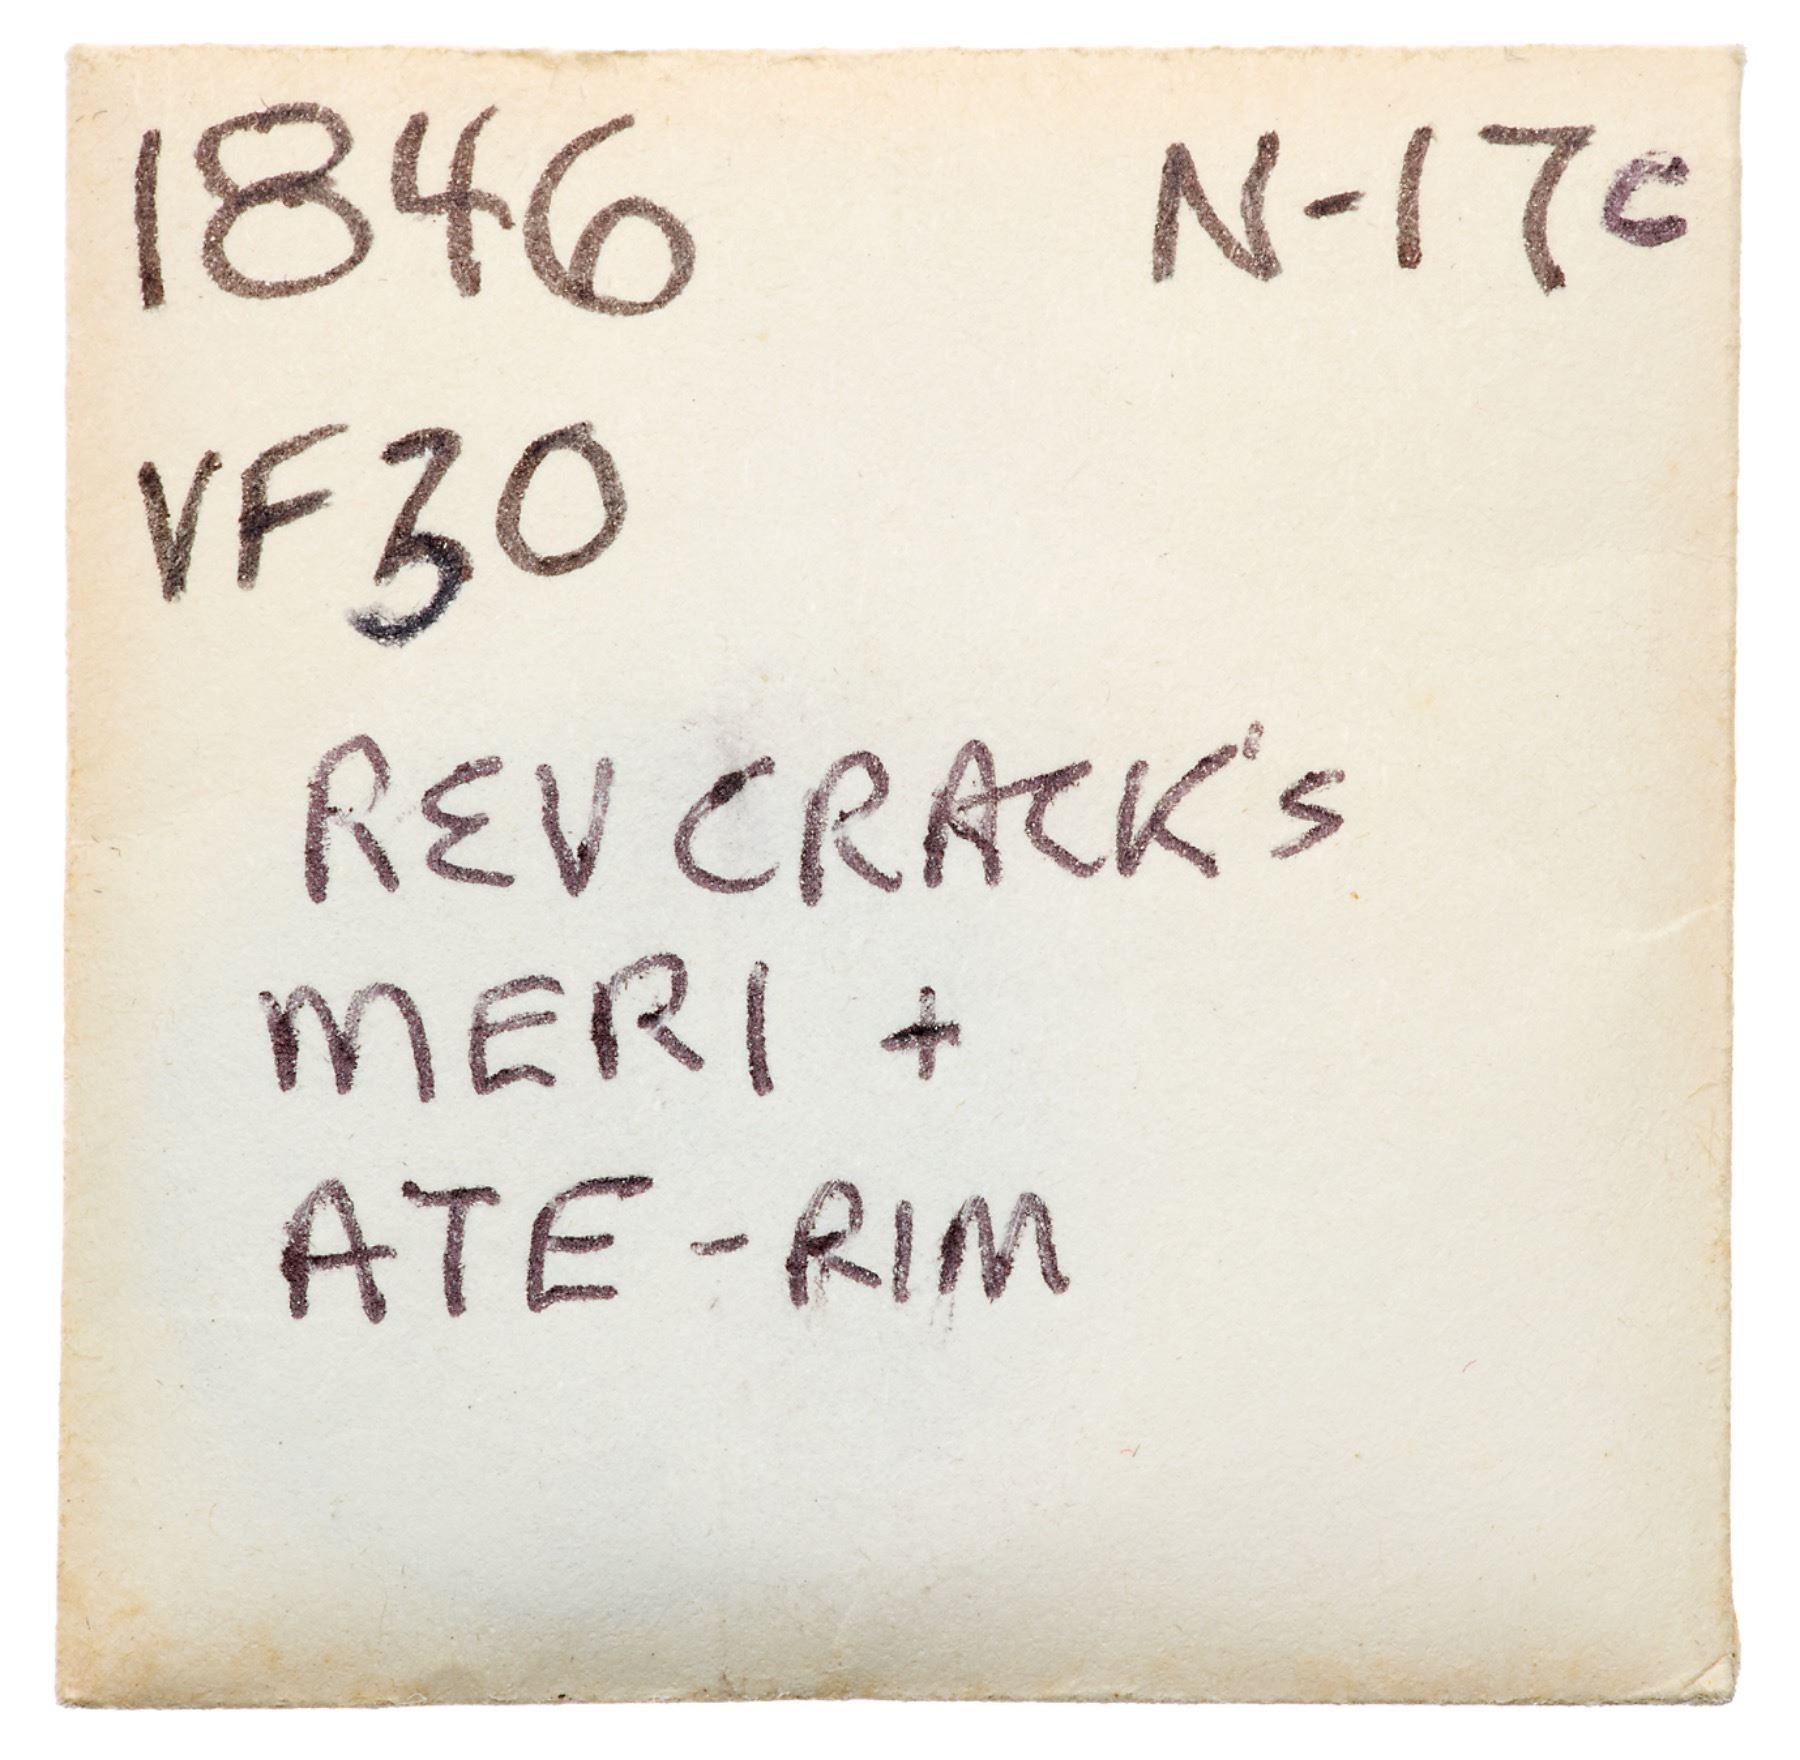 1846 N-17c
VF30
REV CRACK's
MERI +
ATE - RIM